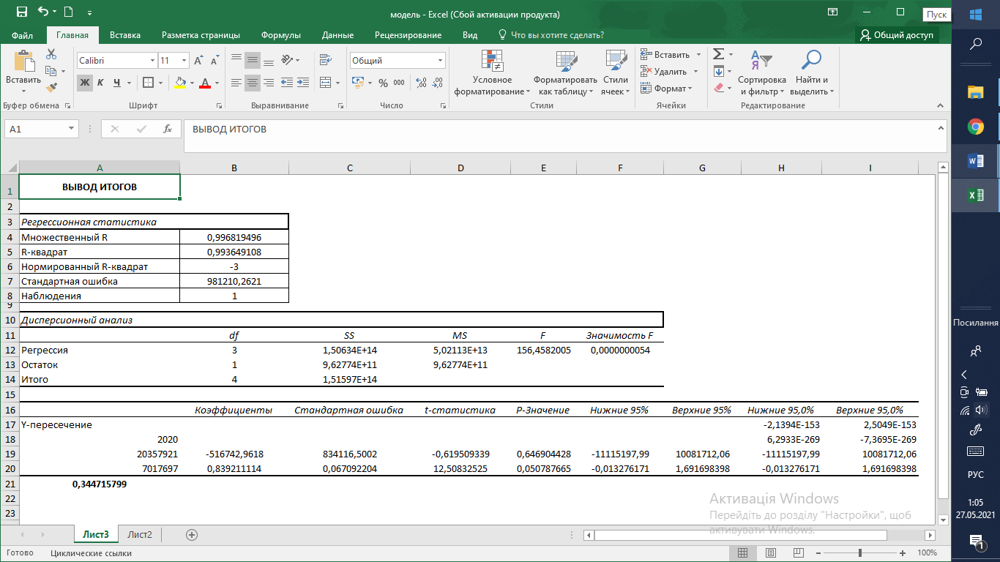 модель - Excel (Сбой активации продукта)
Пуск
Файл Главная Вставка Разметка страницы Формулы Данные Рецензирование Вид Что вы хотите сделать? Общий доступ
Вставить
Calibri 11
Ж К Ч
А
Общий
% 000
Условное форматирование
Форматировать как таблицу
Стили ячеек
Вставить
Удалить
Формат
Сортировка и фильтр
Найти и выделить
Буфер обмена Шрифт Выравнивание Число Стили Ячейки Редактирование
A1 fx ВЫВОД ИТОГОВ
A B C D E F G H I
1 ВЫВОД ИТОГОВ
2
3 Регрессионная статистика
4 Множественный R 0,996819496
5 R-квадрат 0,993649108
6 Нормированный R-квадрат -3
7 Стандартная ошибка 981210,2621
8 Наблюдения 1
9
10 Дисперсионный анализ
11 df SS MS F Значимость F
12 Регрессия 3 1,50634E+14 5,02113E+13 156,4582005 0,0000000054
13 Остаток 1 9,62774E+11 9,62774E+11
14 Итого 4 1,51597E+14
15
16 Коэффициенты Стандартная ошибка t-статистика P-Значение Нижние 95% Верхние 95% Нижние 95,0% Верхние 95,0%
17 Y-пересечение -2,1394E-153 2,5049E-153
18 2020 6,2933E-269 -7,3695E-269
19 20357921 -516742,9618 834116,5002 -0,619509339 0,646904428 -11115197,99 10081712,06 -11115197,99 10081712,06
20 7017697 0,839211114 0,067092204 12,50832525 0,050787665 -0,013276171 1,691698398 -0,013276171 1,691698398
21 0,344715799
22
23
Активація Windows
Перейдіть до розділу "Настройки", щоб
активувати Windows.
Лист3 Лист2
Готово Циклические ссылки 100%
Посилання
РУС
1:05
27.05.2021
1